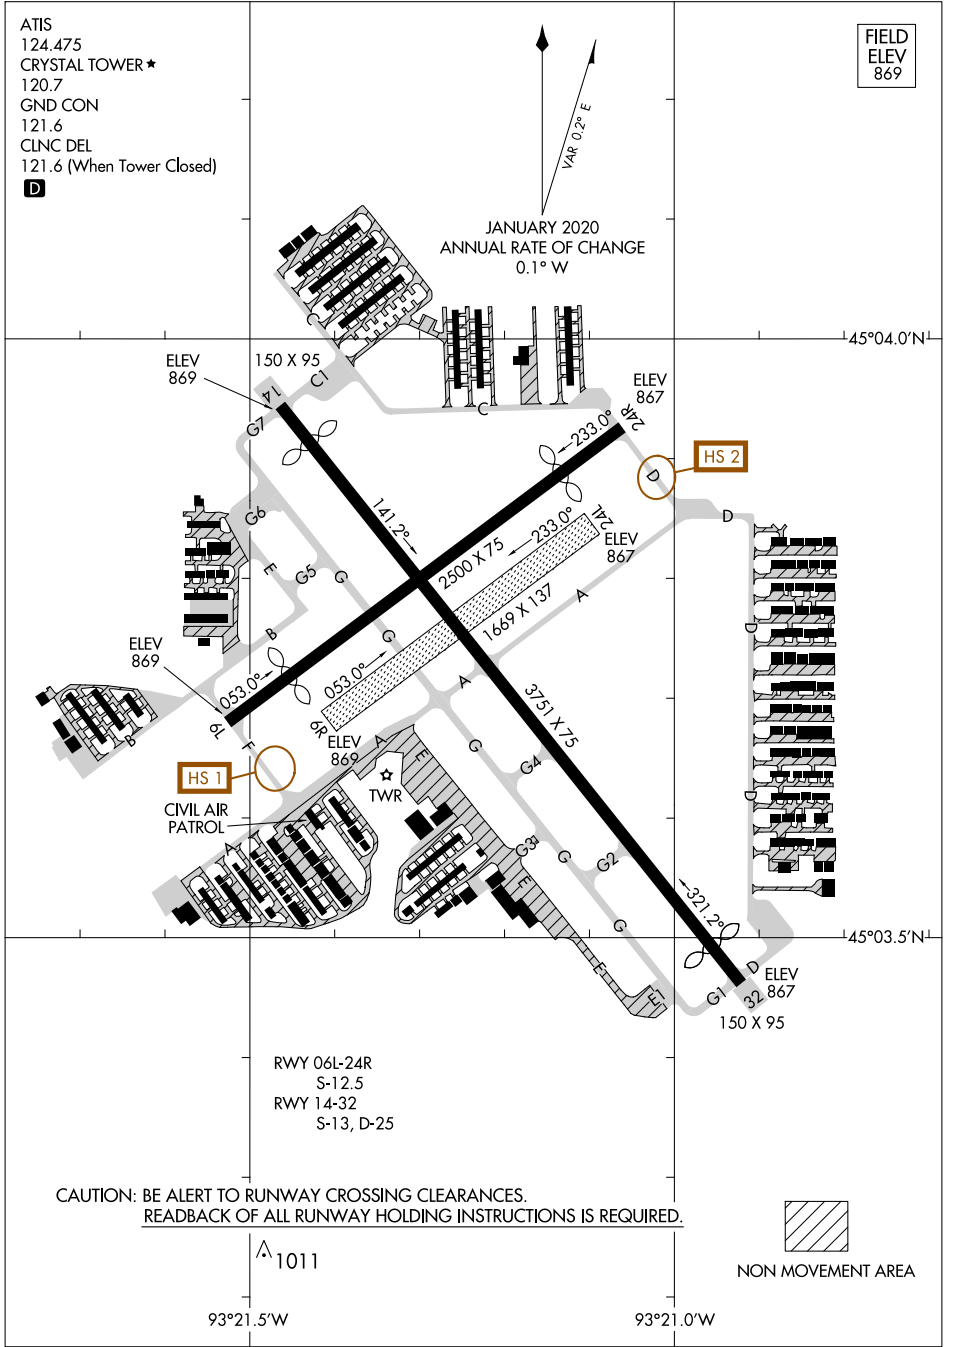 ATIS
124.475
CRYSTAL TOWER★
120.7
GND CON
121.6
CLNC DEL
121.6 (When Tower Closed)
D
FIELD
ELEV
869
VAR 0.2° E
JANUARY 2020
ANNUAL RATE OF CHANGE
0.1° W
45°04.0'N
C
ELEV
869
150 X 95
14
C1
C
ELEV
867
24R
G7
233.0°
HS 2
D
G6
141.2°
D
233.0°
24L
ELEV
867
2500 X 75
E
G5
G
1669 X 137
A
B
G
D
ELEV
869
053.0°
053.0°
A
6L
6R
ELEV
869
3751 X 75
B
F
A
E
G
G4
HS 1
TWR
D
CIVIL AIR
PATROL
A
G3
G
G2
E
321.2°
G
45°03.5'N
E
D
ELEV
867
E1
G1
32
150 X 95
RWY 06L-24R
S-12.5
RWY 14-32
S-13, D-25
CAUTION: BE ALERT TO RUNWAY CROSSING CLEARANCES.
READBACK OF ALL RUNWAY HOLDING INSTRUCTIONS IS REQUIRED.
1011
NON MOVEMENT AREA
93°21.5'W
93°21.0'W